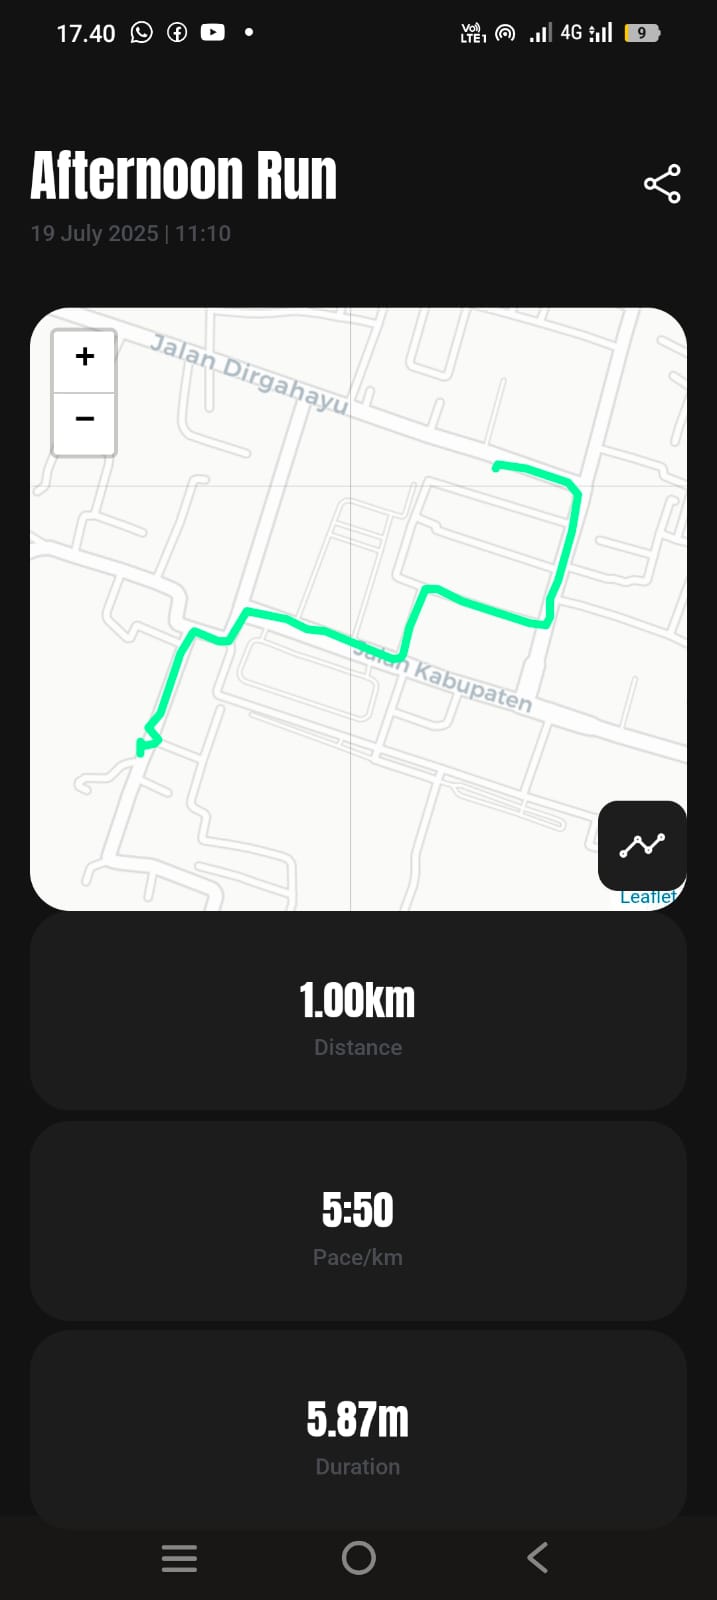 17.40
Vo)) LTE1
4G
9
Afternoon Run
19 July 2025 | 11:10
+
−
Jalan Dirgahayu
Jalan Kabupaten
Leaflet
1.00km
Distance
5:50
Pace/km
5.87m
Duration